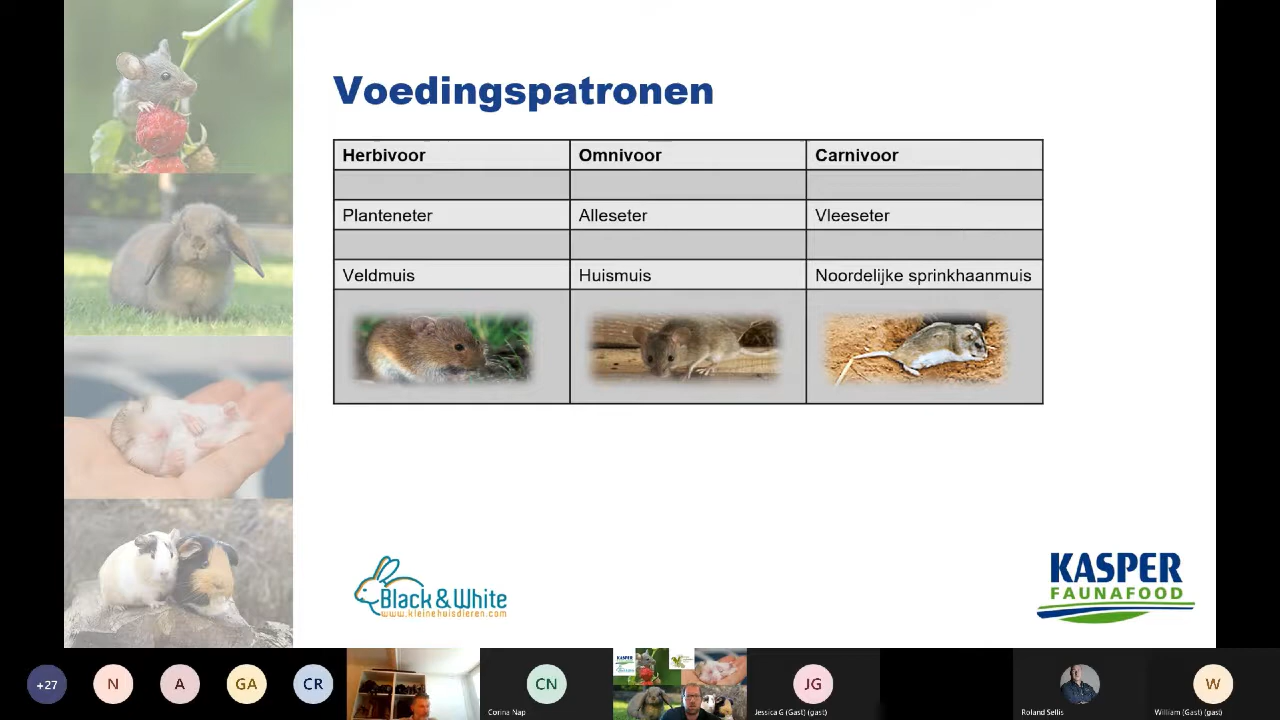 Voedingspatronen
Herbivoor Omnivoor Carnivoor
Planteneter Alleseter Vleeseter
Veldmuis Huismuis Noordelijke sprinkhaanmuis
Black & White
www.kleinehuisdieren.com
KASPER
FAUNAFOOD
+27 N A GA CR CN JG W
Corina Nap Jessica G (Gast) (gast) Roland Sellis William (Gast) (gast)